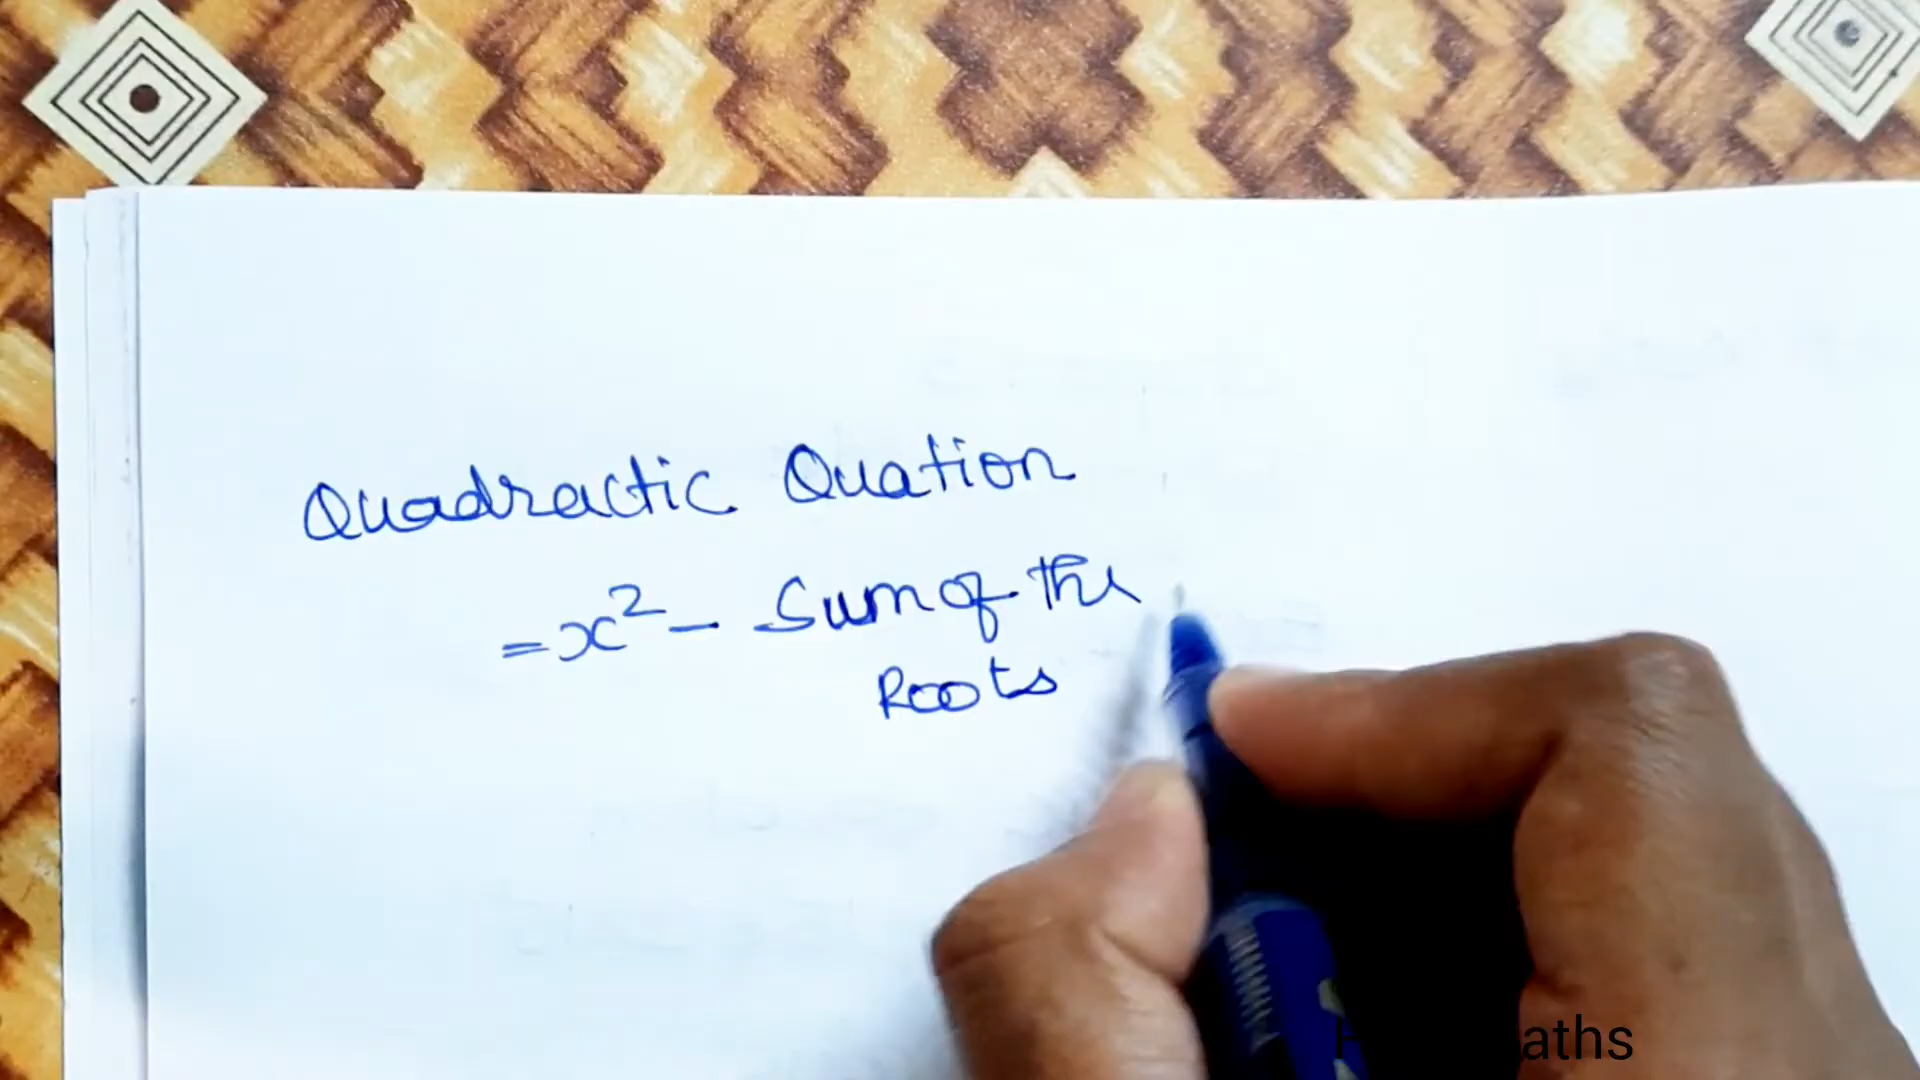 Quadractic Quation
= x² - Sum of the
Roots
aths